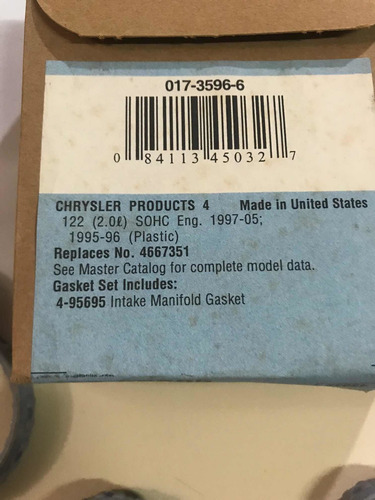 017-3596-6
0 84113 45032 7
CHRYSLER PRODUCTS 4 Made in United States
122 (2.0ℓ) SOHC Eng. 1997-05;
1995-96 (Plastic)
Replaces No. 4667351
See Master Catalog for complete model data.
Gasket Set Includes:
4-95695 Intake Manifold Gasket